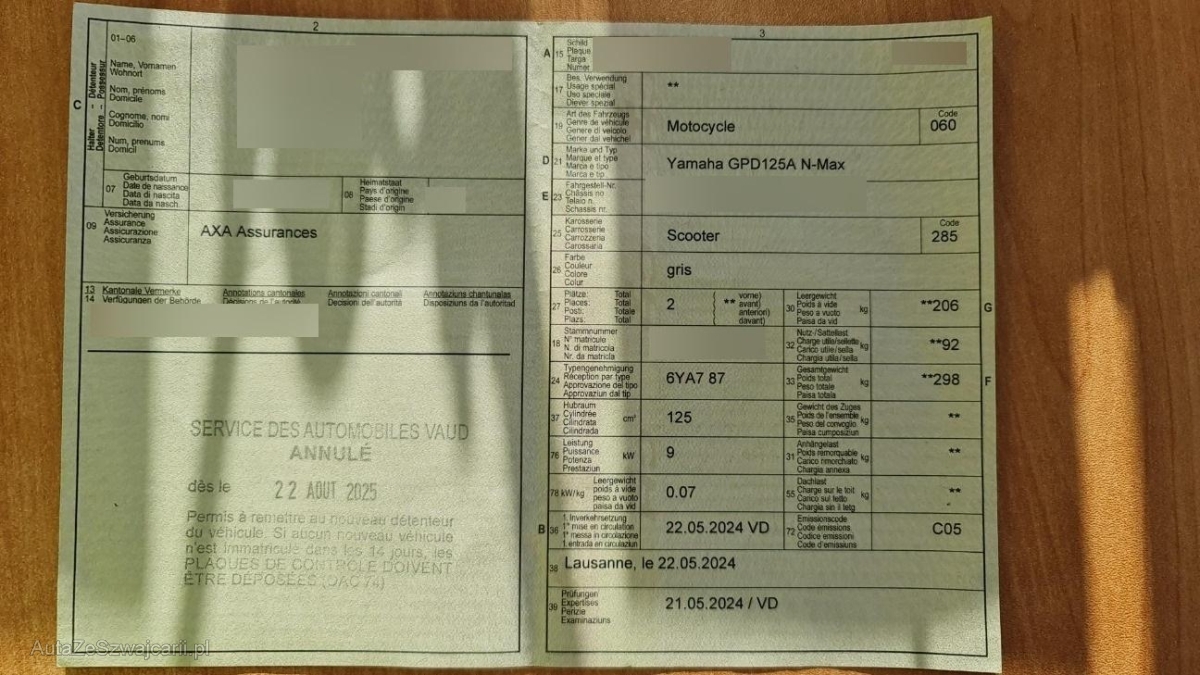 2
01–06
C
Halter – Détenteur
Detentore – Possessur
Name, Vornamen
Wohnort
Nom, prénoms
Domicile
Cognome, nomi
Domicilio
Num, prenums
Domicil
07
Geburtsdatum
Date de naissance
Data di nascita
Data da nasch.
08
Heimatstaat
Pays d'origine
Paese d'origine
Stadi d'origin
09
Versicherung
Assurance
Assicurazione
Assicuranza
AXA Assurances
13
14
Kantonale Vermerke
Verfügungen der Behörde
Annotations cantonales
Décisions de l'autorité
Annotazioni cantonali
Decisioni dell'autorità
Annotaziuns chantunalas
Disposiziuns da l'autoritad
SERVICE DES AUTOMOBILES VAUD
ANNULÉ
dès le 22 AOUT 2025
Permis à remettre au nouveau détenteur
du véhicule. Si aucun nouveau véhicule
n'est immatriculé dans les 14 jours, les
PLAQUES DE CONTRÔLE DOIVENT
ÊTRE DÉPOSÉES (OAC 74)
3
A
15
Schild
Plaque
Targa
Numer
17
Bes. Verwendung
Usage spécial
Uso speciale
Diever spezial
**
19
Art des Fahrzeugs
Genre de véhicule
Genere di veicolo
Gener dal vehichel
Motocycle
Code
060
D
21
Marke und Typ
Marque et type
Marca e tipo
Marca e tip
Yamaha GPD125A N-Max
E
23
Fahrgestell-Nr.
Châssis no
Telaio n.
Schassis nr.
25
Karosserie
Carrosserie
Carrozzeria
Carossaria
Scooter
Code
285
26
Farbe
Couleur
Colore
Colur
gris
27
Plätze: Total
Places: Total
Posti: Totale
Plazs: Total
2
**
vorne)
avant)
anteriori)
davant)
30
Leergewicht
Poids à vide
Peso a vuoto
Paisa da vid
kg
**206
G
18
Stammnummer
N° matricule
N. di matricola
Nr. da matricla
32
Nutz-/Sattellast
Charge utile/sellette
Carico utile/sella
Chargia utila/sella
kg
**92
24
Typengenehmigung
Réception par type
Approvazione del tipo
Approvaziun dal tip
6YA7 87
33
Gesamtgewicht
Poids total
Peso totale
Paisa totala
kg
**298
F
37
Hubraum
Cylindrée
Cilindrata
Cilindrada
cm³
125
35
Gewicht des Zuges
Poids de l'ensemble
Peso del convoglio
Paisa cumposiziun
kg
**
76
Leistung
Puissance
Potenza
Prestaziun
kW
9
31
Anhängelast
Poids remorquable
Carico rimorchiato
Chargia annexa
kg
**
78 kW/kg
Leergewicht
poids à vide
peso a vuoto
paisa da vid
0.07
55
Dachlast
Charge sur le toit
Carico sul tetto
Chargia sin il tetg
kg
**
B
36
1. Inverkehrsetzung
1re mise en circulation
1a messa in circolazione
1. entrada en circulaziun
22.05.2024 VD
72
Emissionscode
Code émissions
Codice emissioni
Code d'emissiuns
C05
38
Lausanne, le 22.05.2024
39
Prüfungen
Expertises
Perizie
Examinaziuns
21.05.2024 / VD
AutaZeSzwajcarii.pl